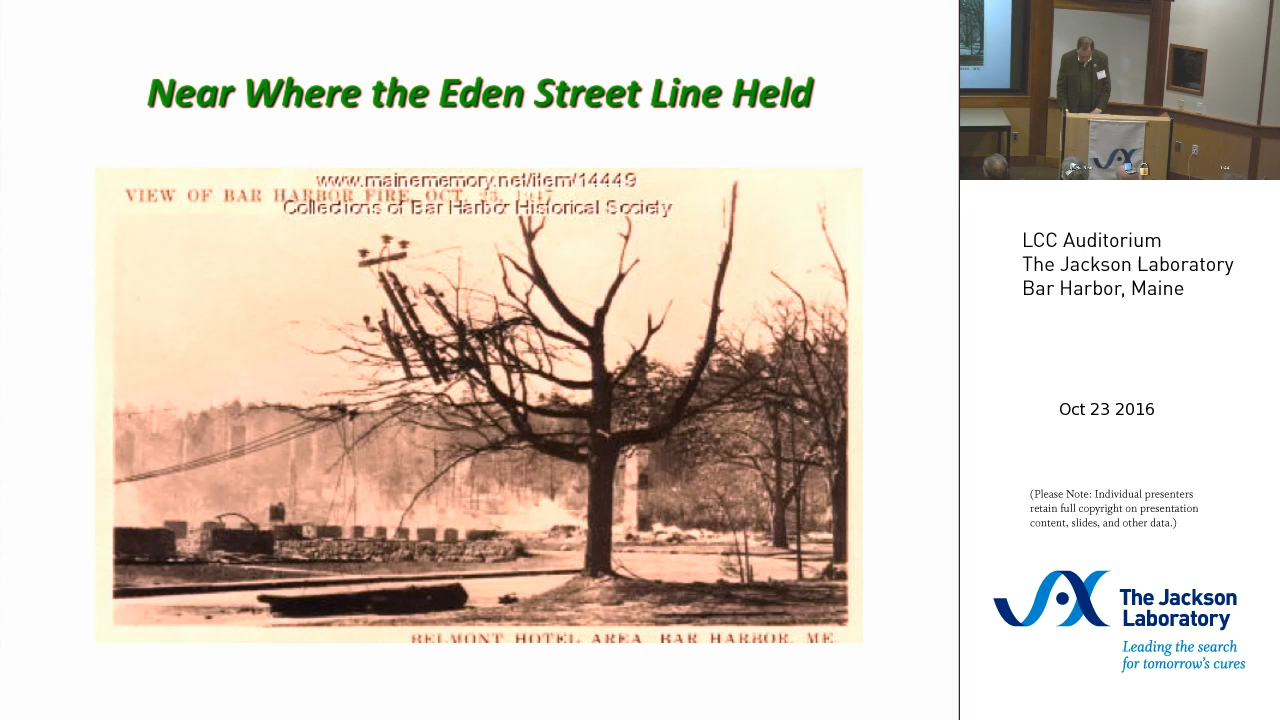 Near Where the Eden Street Line Held
www.mainememory.net/item/14449
VIEW OF BAR HARBOR FIRE, OCT. 23, 1947
Collections of Bar Harbor Historical Society
BELMONT HOTEL AREA BAR HARBOR, ME.
LCC Auditorium
The Jackson Laboratory
Bar Harbor, Maine
Oct 23 2016
(Please Note: Individual presenters
retain full copyright on presentation
content, slides, and other data.)
The Jackson
Laboratory
Leading the search
for tomorrow's cures